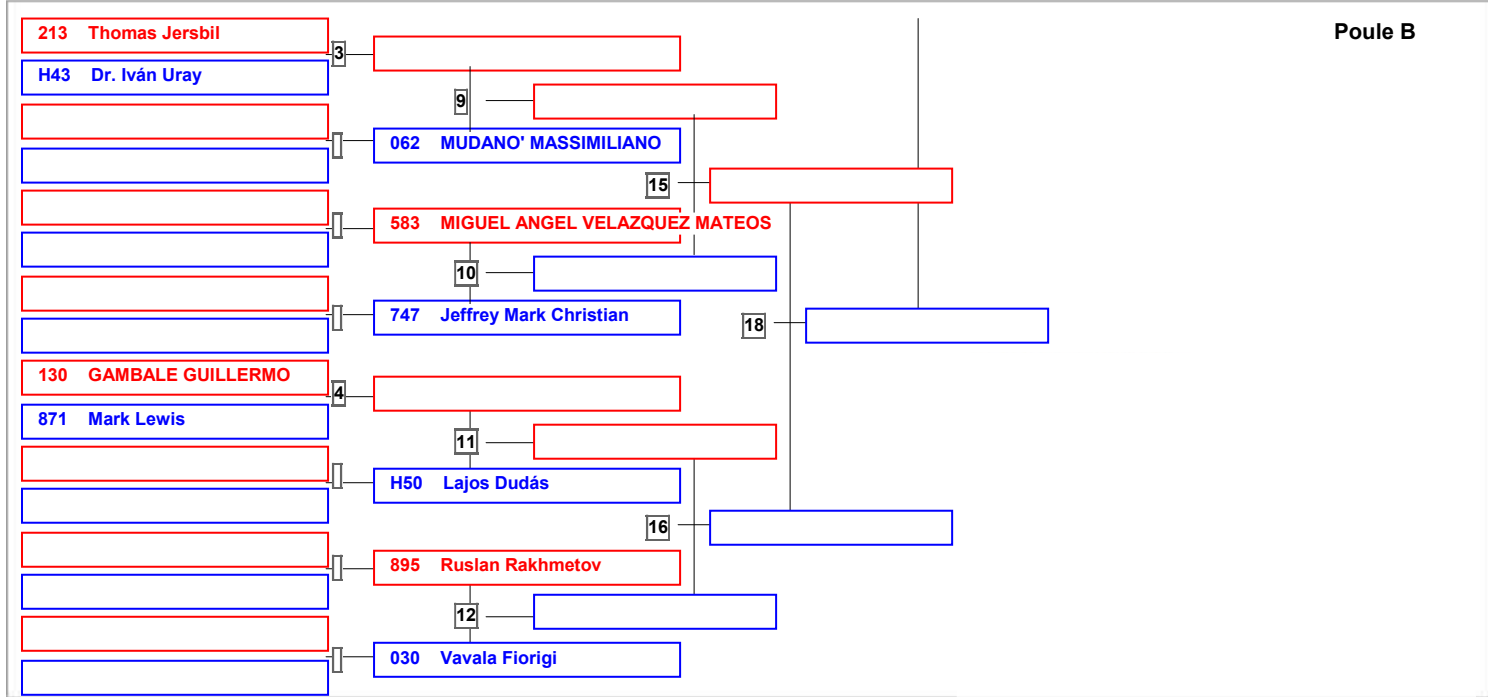 Poule B
213 Thomas Jersbil
3
H43 Dr. Iván Uray
9
062 MUDANO' MASSIMILIANO
15
583 MIGUEL ANGEL VELAZQUEZ MATEOS
10
747 Jeffrey Mark Christian
18
130 GAMBALE GUILLERMO
4
871 Mark Lewis
11
H50 Lajos Dudás
16
895 Ruslan Rakhmetov
12
030 Vavala Fiorigi